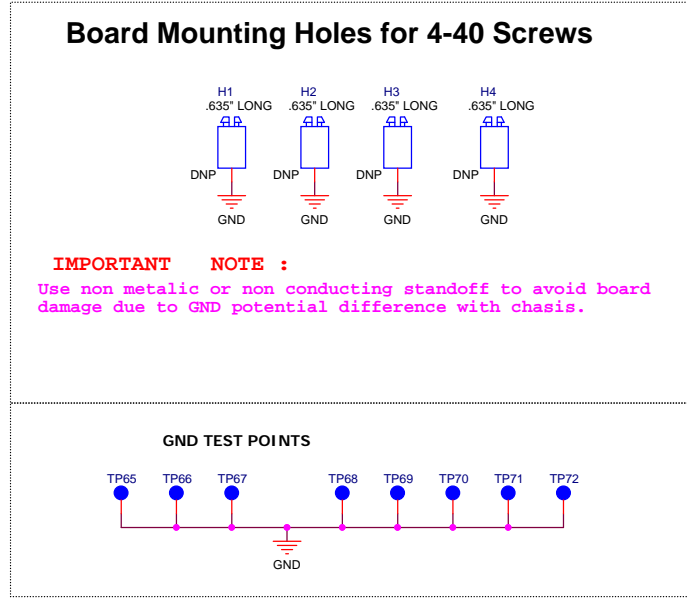 Board Mounting Holes for 4-40 Screws
H1 H2 H3 H4
.635" LONG .635" LONG .635" LONG .635" LONG
DNP DNP DNP DNP
GND GND GND GND
IMPORTANT NOTE :
Use non metalic or non conducting standoff to avoid board
damage due to GND potential difference with chasis.
GND TEST POINTS
TP65 TP66 TP67 TP68 TP69 TP70 TP71 TP72
GND